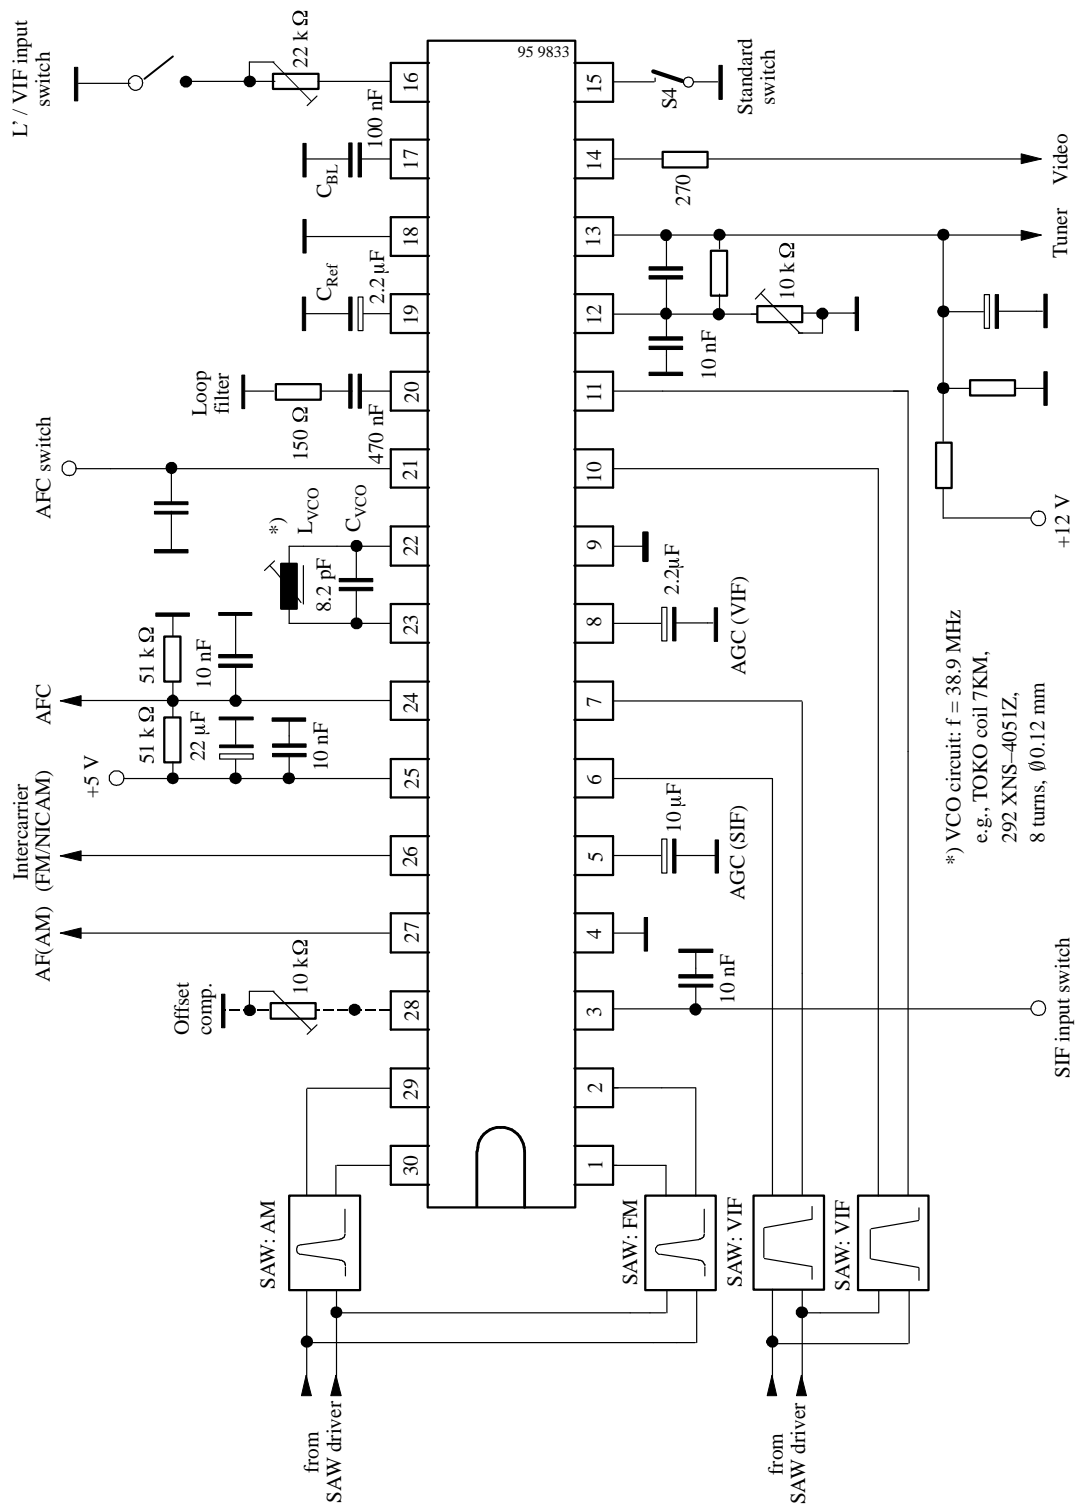 95 9833
L' / VIF input
switch
22 k Ω
16
100 nF
C_BL
17
18
C_Ref
2.2 µF
19
Loop
filter
150 Ω
470 nF
20
AFC switch
21
*)
L_VCO
C_VCO
8.2 pF
22
23
51 k Ω
10 nF
AFC
24
51 k Ω
22 µF
10 nF
+5 V
25
Intercarrier
(FM/NICAM)
26
AF(AM)
27
Offset
comp.
10 k Ω
28
29
30
SAW: AM
from
SAW driver
15
S4
Standard
switch
14
270
Video
13
Tuner
12
10 nF
10 k Ω
11
10
+12 V
9
8
2.2µF
AGC (VIF)
7
6
5
10 µF
AGC (SIF)
4
3
10 nF
SIF input switch
2
1
SAW: FM
SAW: VIF
SAW: VIF
from
SAW driver
*) VCO circuit: f = 38.9 MHz
e.g., TOKO coil 7KM,
292 XNS–4051Z,
8 turns, Ø 0.12 mm